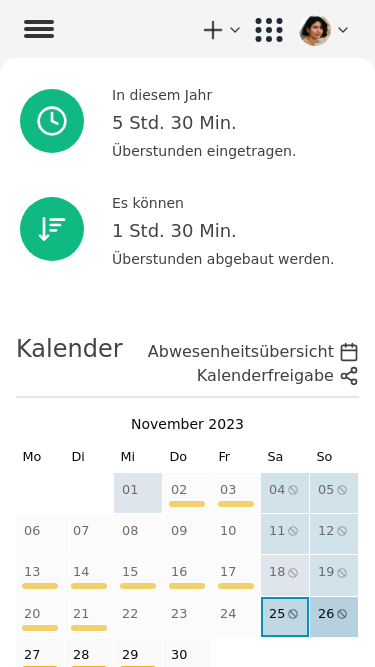 In diesem Jahr
5 Std. 30 Min.
Überstunden eingetragen.
Es können
1 Std. 30 Min.
Überstunden abgebaut werden.
Kalender
Abwesenheitsübersicht
Kalenderfreigabe
November 2023
Mo Di Mi Do Fr Sa So
01 02 03 04 05
06 07 08 09 10 11 12
13 14 15 16 17 18 19
20 21 22 23 24 25 26
27 28 29 30